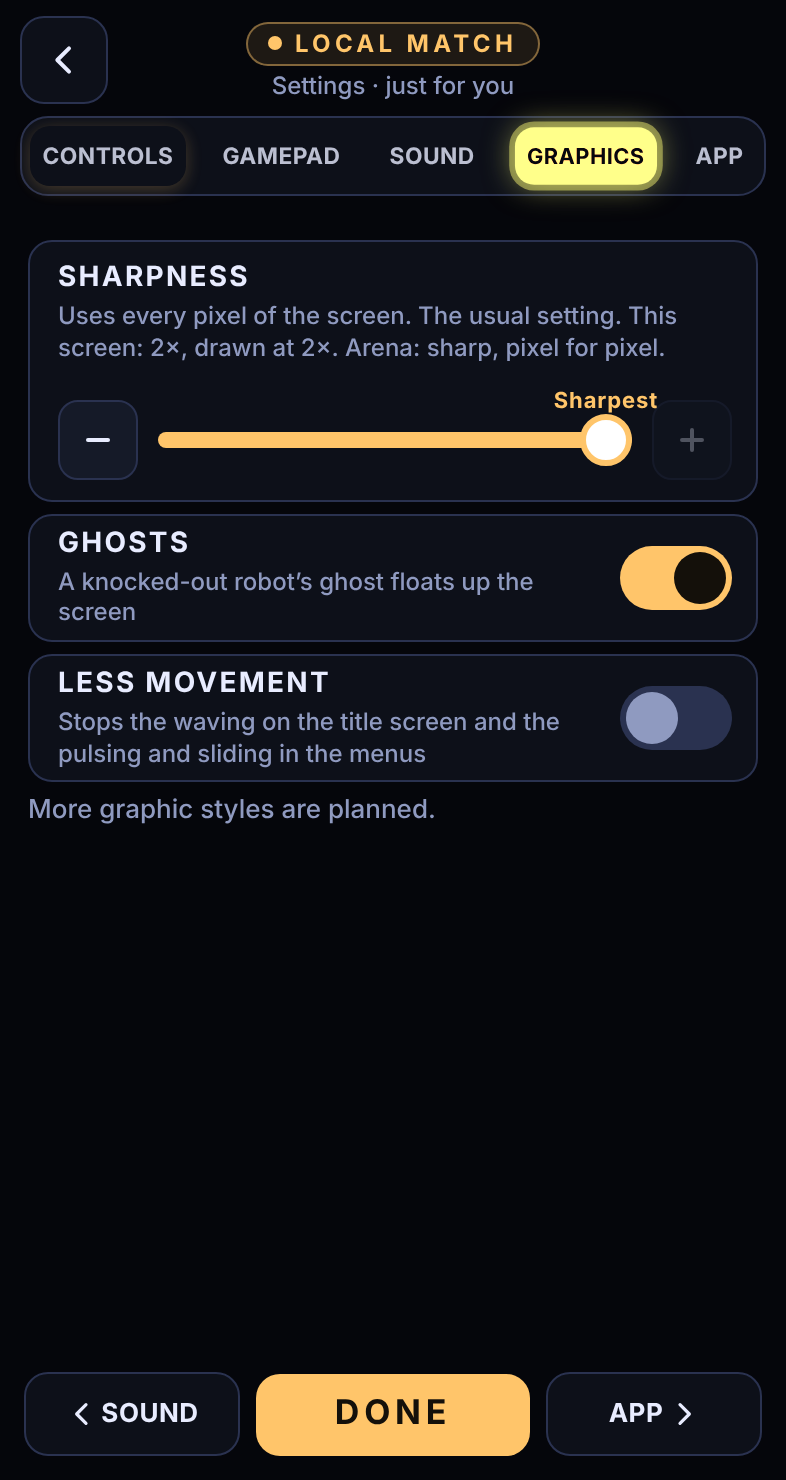 LOCAL MATCH
Settings · just for you
CONTROLS GAMEPAD SOUND GRAPHICS APP
SHARPNESS
Uses every pixel of the screen. The usual setting. This
screen: 2×, drawn at 2×. Arena: sharp, pixel for pixel.
Sharpest
GHOSTS
A knocked-out robot’s ghost floats up the
screen
LESS MOVEMENT
Stops the waving on the title screen and the
pulsing and sliding in the menus
More graphic styles are planned.
SOUND DONE APP